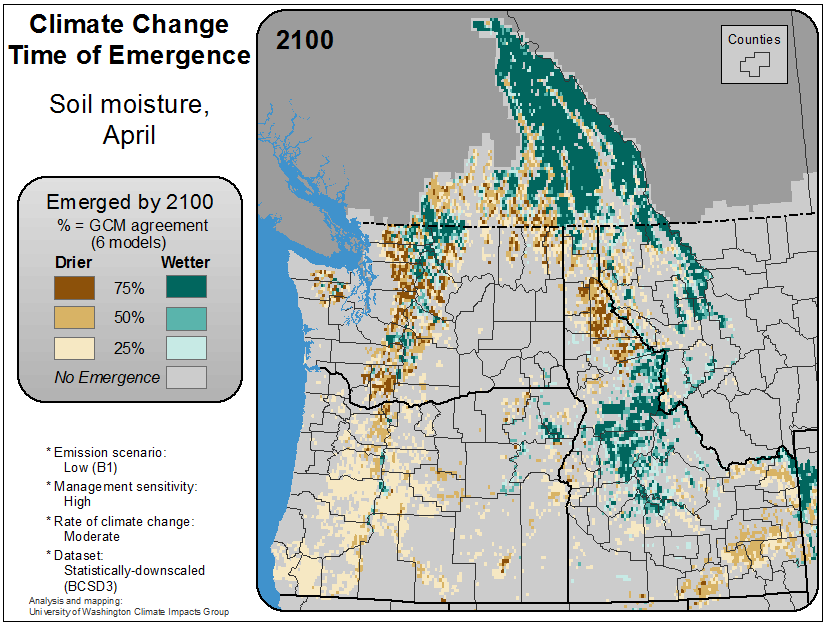 Climate Change
Time of Emergence
Soil moisture,
April
Emerged by 2100
% = GCM agreement
(6 models)
Drier Wetter
75%
50%
25%
No Emergence
* Emission scenario:
Low (B1)
* Management sensitivity:
High
* Rate of climate change:
Moderate
* Dataset:
Statistically-downscaled
(BCSD3)
Analysis and mapping:
University of Washington Climate Impacts Group
2100
Counties